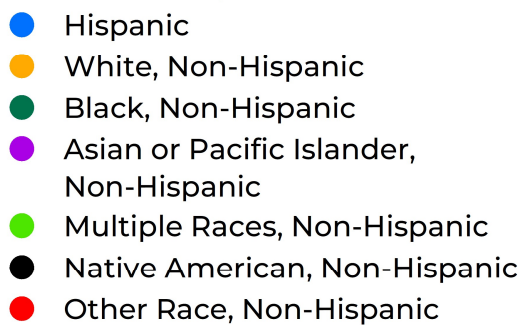 Hispanic
White, Non-Hispanic
Black, Non-Hispanic
Asian or Pacific Islander,
Non-Hispanic
Multiple Races, Non-Hispanic
Native American, Non-Hispanic
Other Race, Non-Hispanic